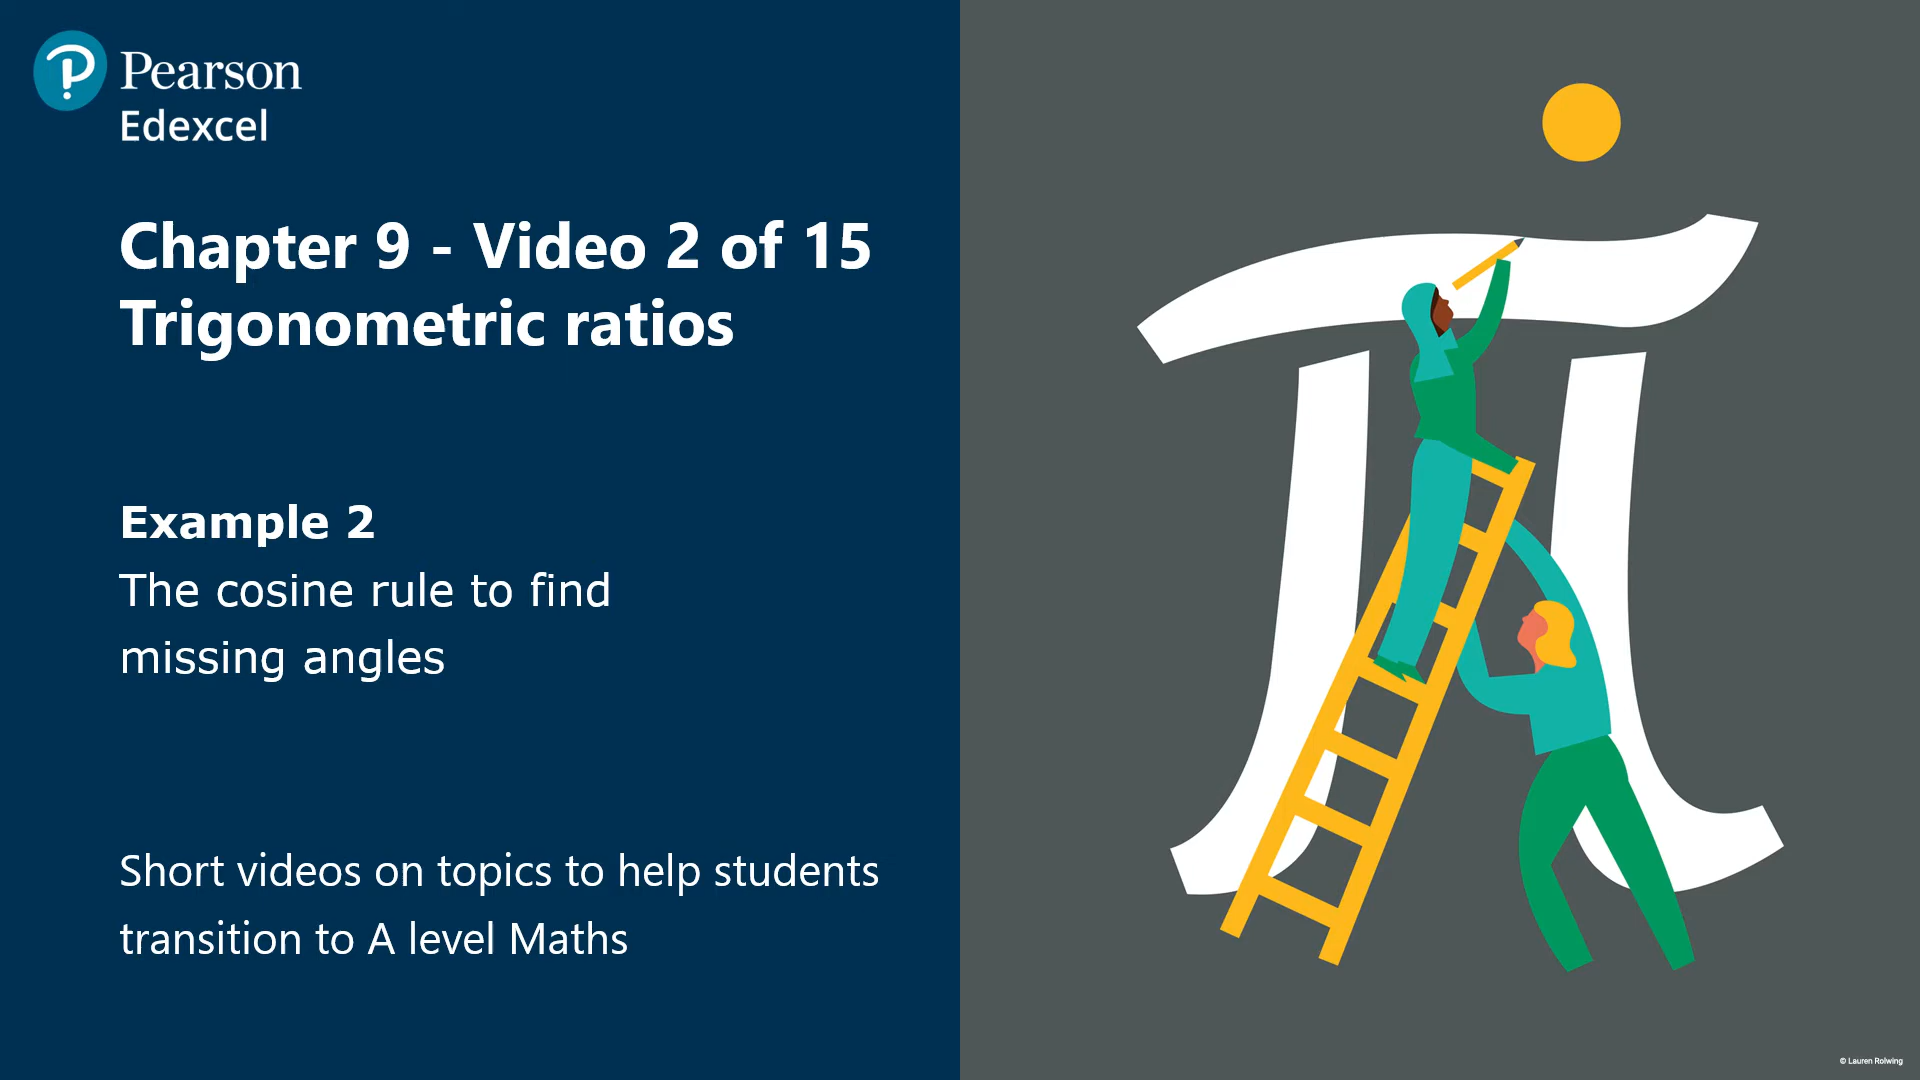 Pearson
Edexcel
Chapter 9 - Video 2 of 15
Trigonometric ratios
Example 2
The cosine rule to find
missing angles
Short videos on topics to help students
transition to A level Maths
© Lauren Rolwing